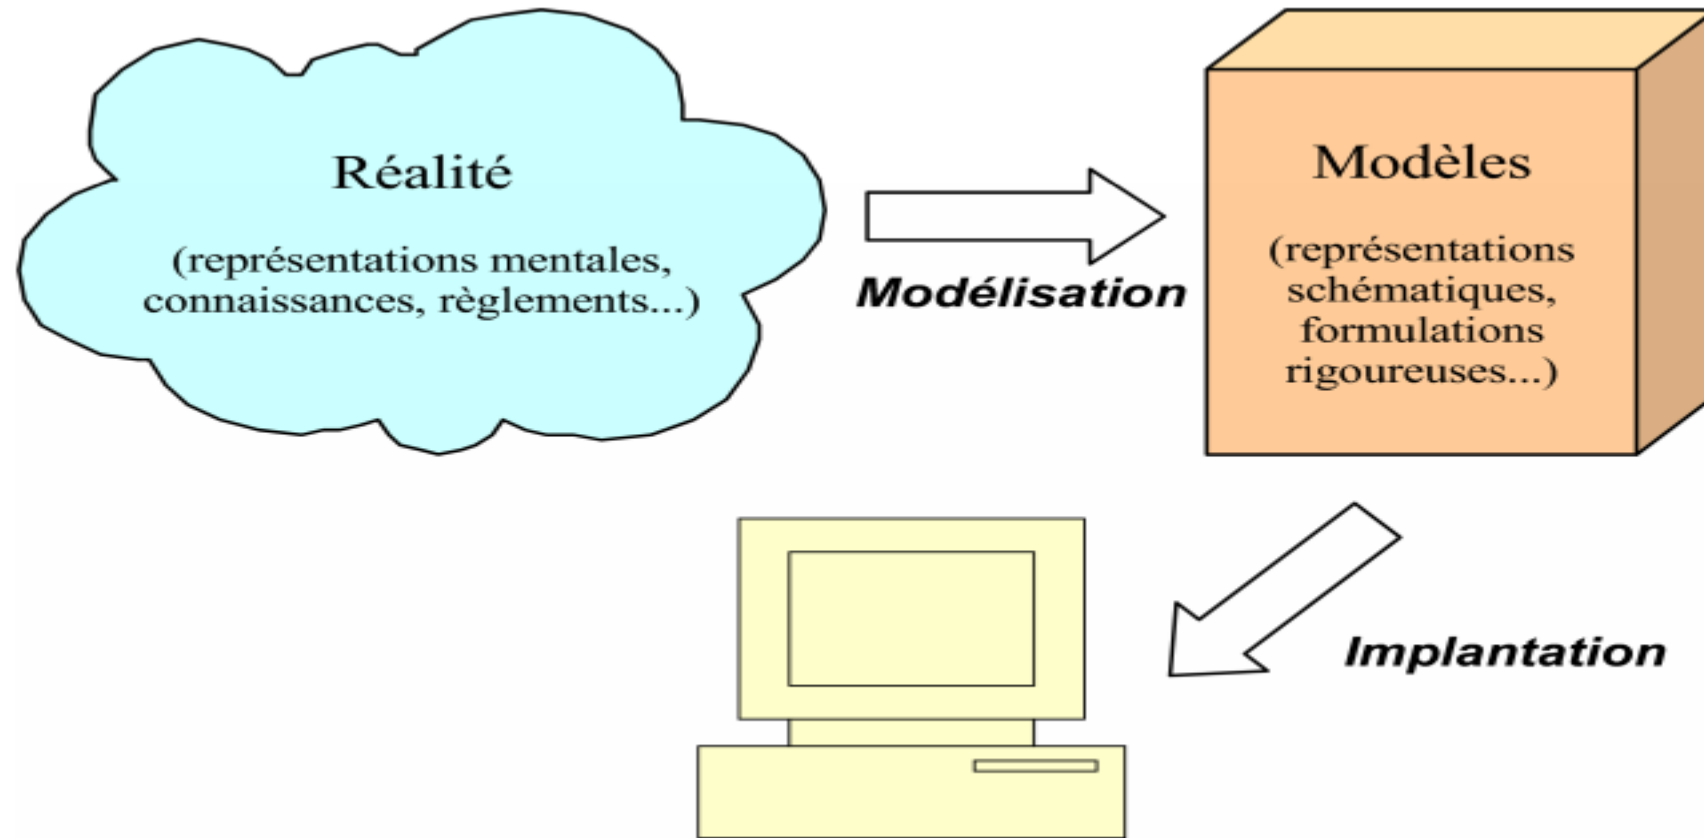 Réalité
(représentations mentales,
connaissances, règlements...)
Modélisation
Modèles
(représentations
schématiques,
formulations
rigoureuses...)
Implantation